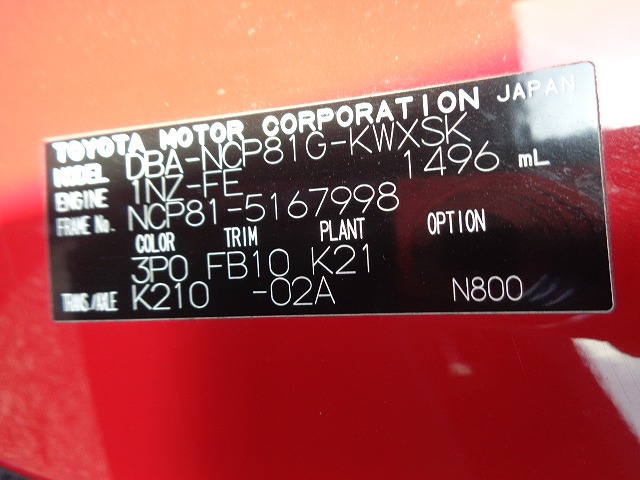 TOYOTA MOTOR CORPORATION JAPAN
MODEL DBA-NCP81G-KWXSK
ENGINE 1NZ-FE 1496 mL
FRAME No. NCP81-5167998
COLOR TRIM PLANT OPTION
3P0 FB10 K21
TRANS./AXLE K210 -02A N800